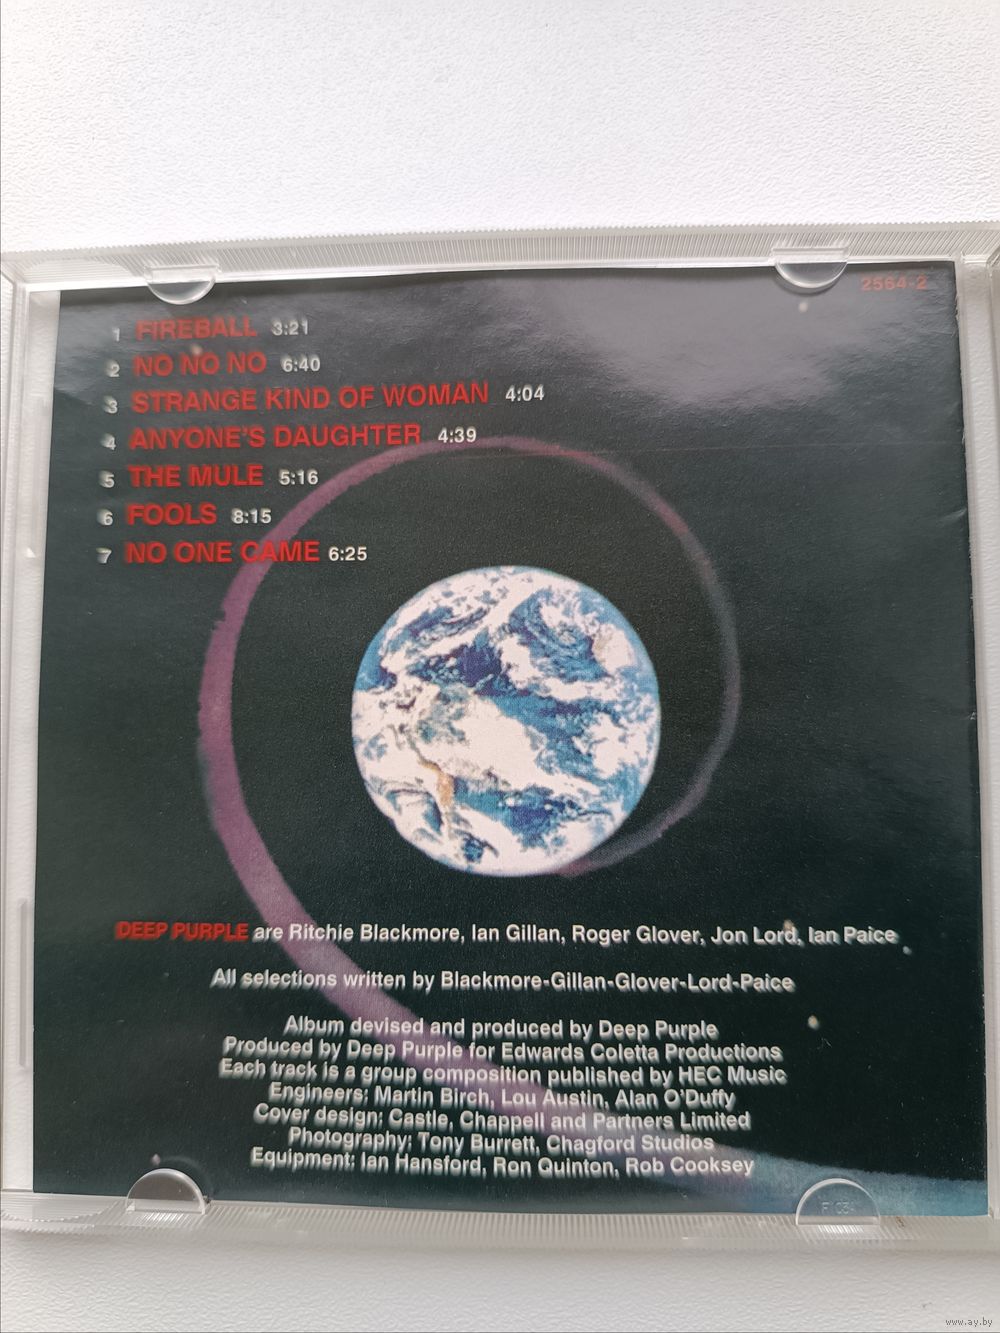 2564-2
1 FIREBALL 3:21
2 NO NO NO 6:40
3 STRANGE KIND OF WOMAN 4:04
4 ANYONE'S DAUGHTER 4:39
5 THE MULE 5:16
6 FOOLS 8:15
7 NO ONE CAME 6:25
DEEP PURPLE are Ritchie Blackmore, Ian Gillan, Roger Glover, Jon Lord, Ian Paice
All selections written by Blackmore-Gillan-Glover-Lord-Paice
Album devised and produced by Deep Purple
Produced by Deep Purple for Edwards Coletta Productions
Each track is a group composition published by HEC Music
Engineers: Martin Birch, Lou Austin, Alan O'Duffy
Cover design: Castle, Chappell and Partners Limited
Photography: Tony Burrett, Chagford Studios
Equipment: Ian Hansford, Ron Quinton, Rob Cooksey
www.ay.by